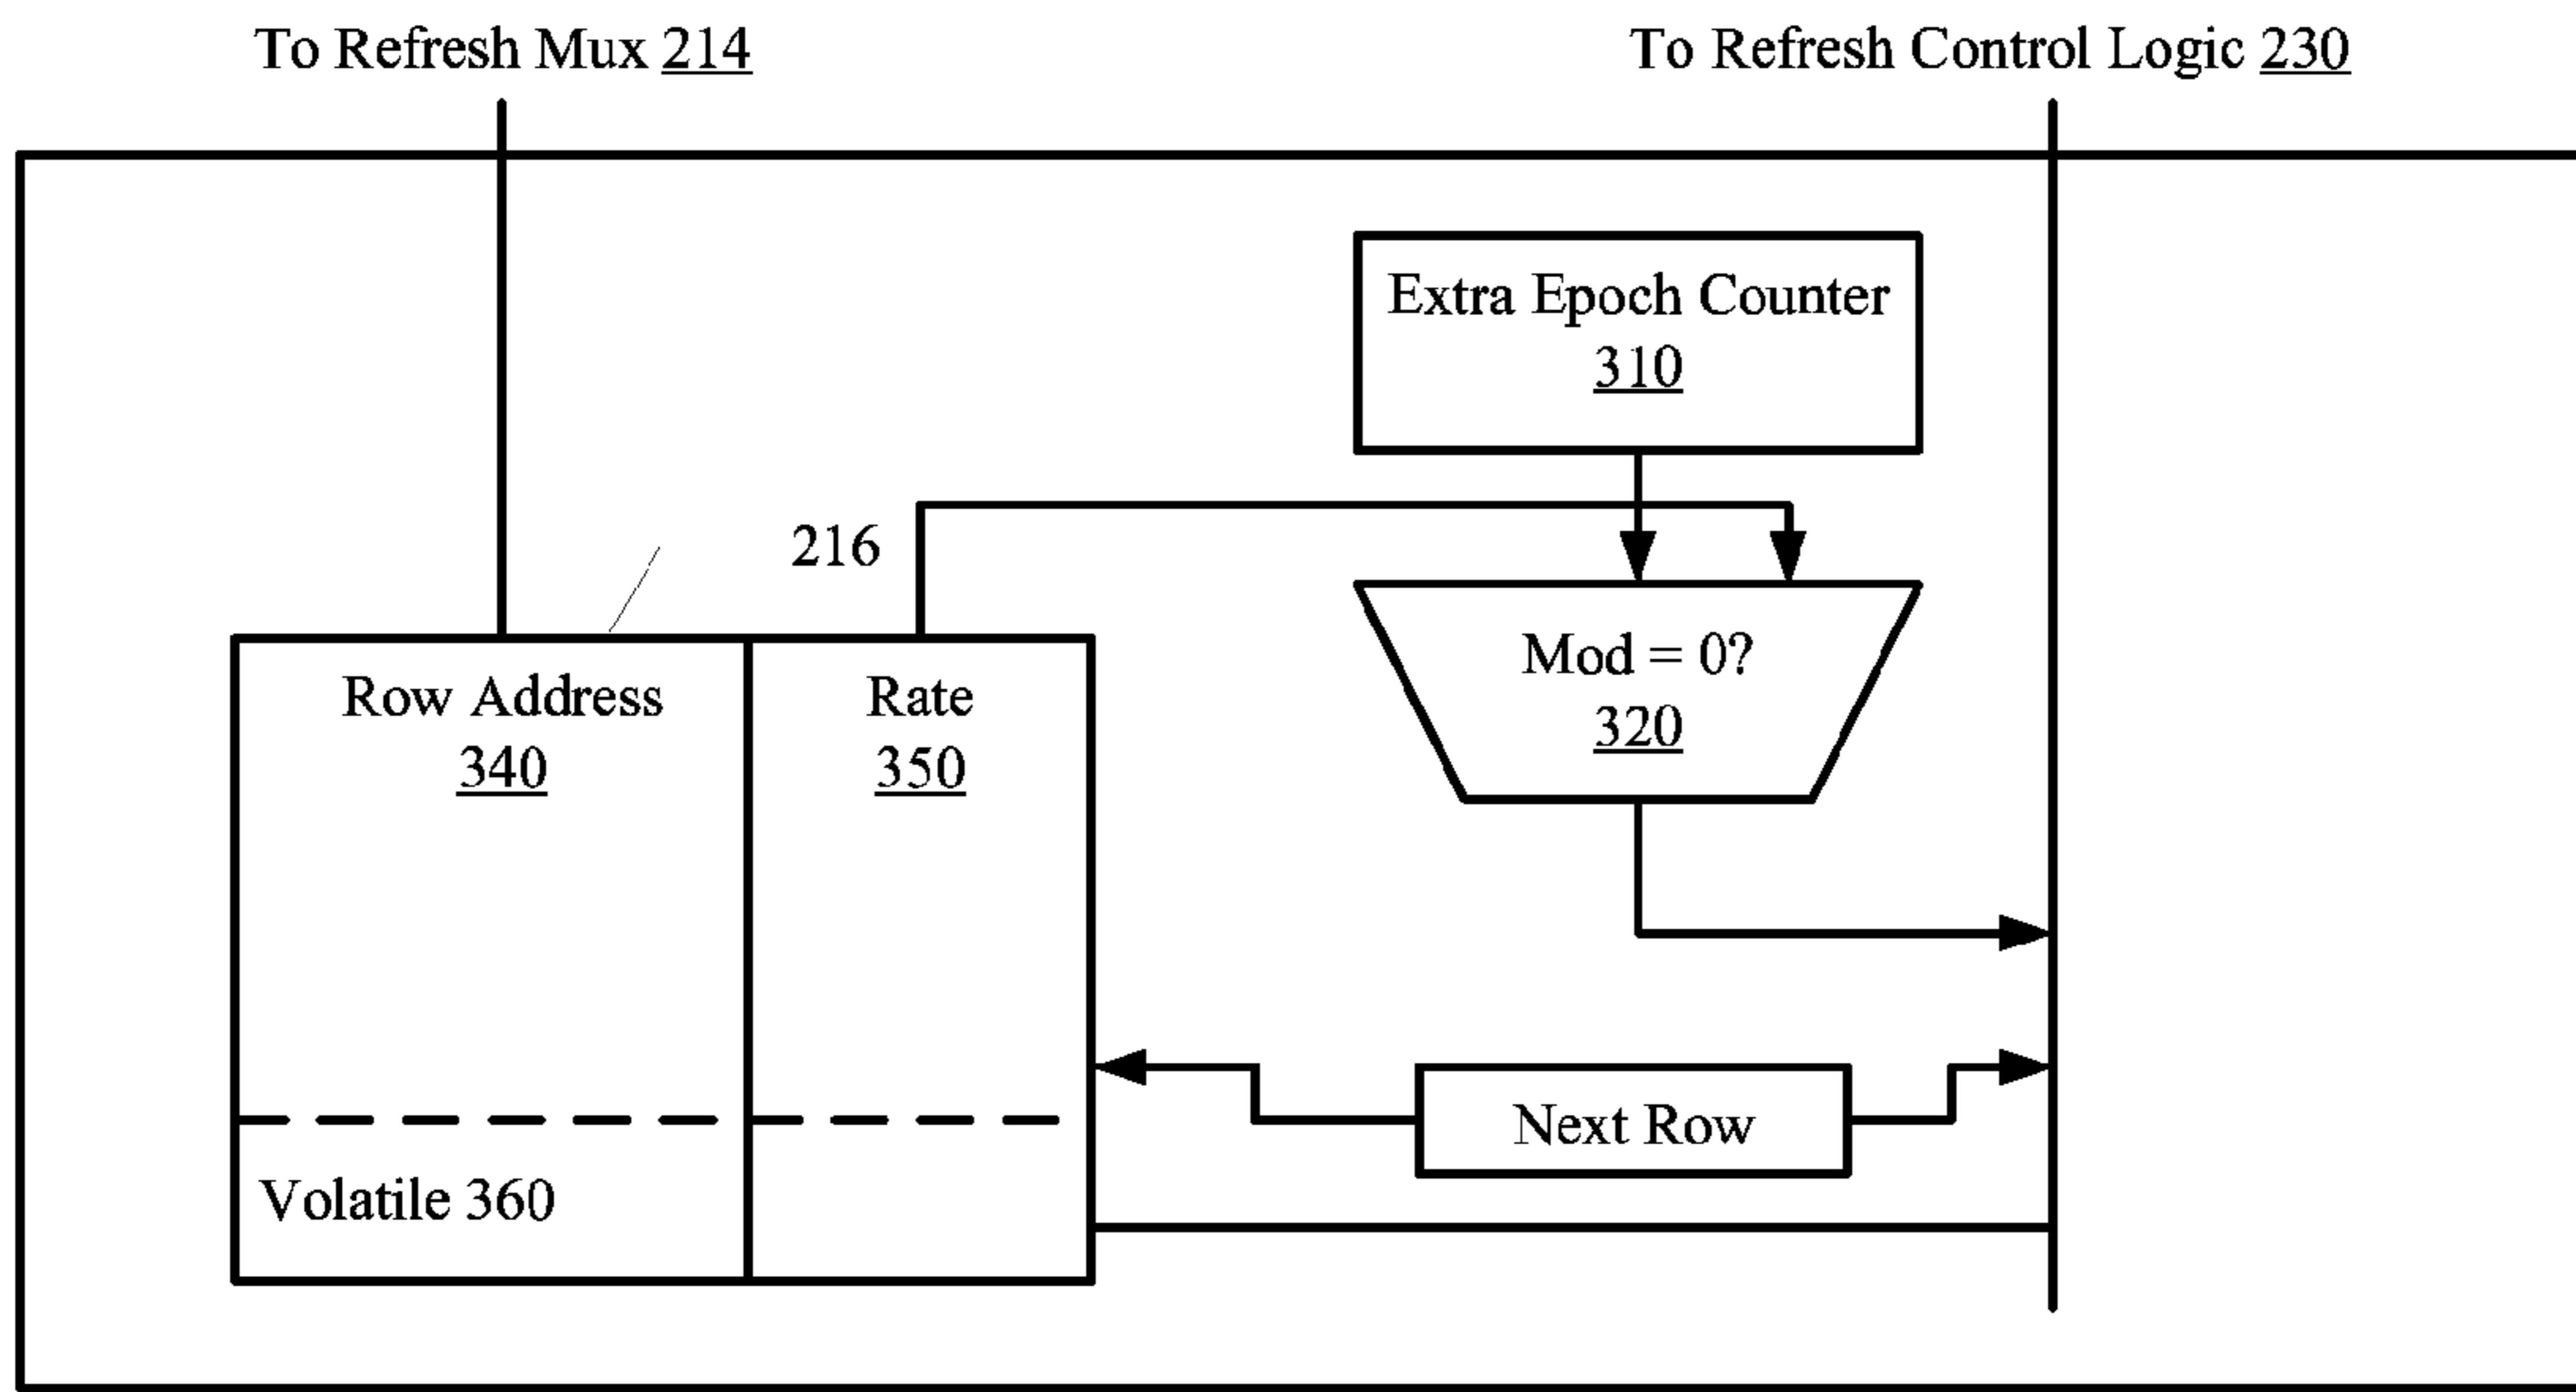 To Refresh Mux 214
To Refresh Control Logic 230
Extra Epoch Counter
310
216
Row Address
340
Rate
350
Mod = 0?
320
Next Row
Volatile 360